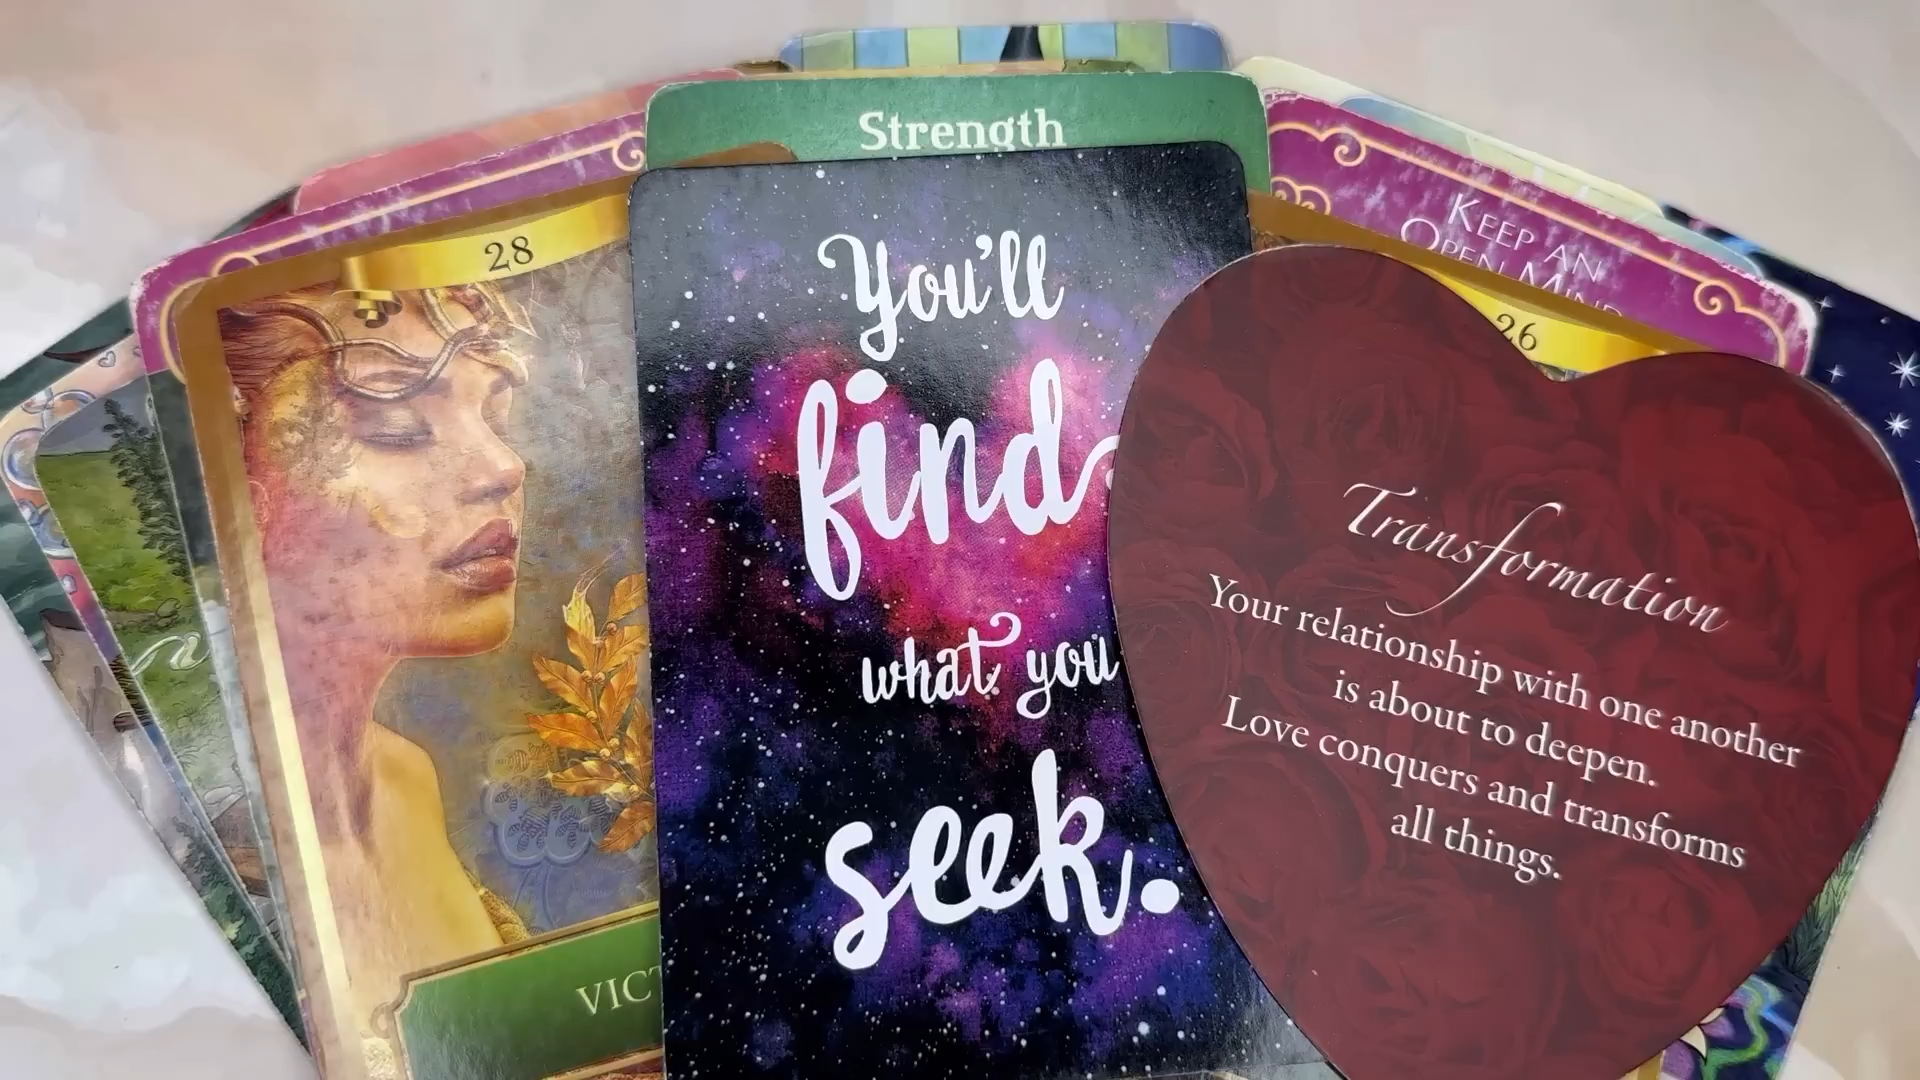 Strength
You'll
find
what you
seek.
28
VICT
KEEP AN
OPEN MIND
26
Transformation
Your relationship with one another
is about to deepen.
Love conquers and transforms
all things.